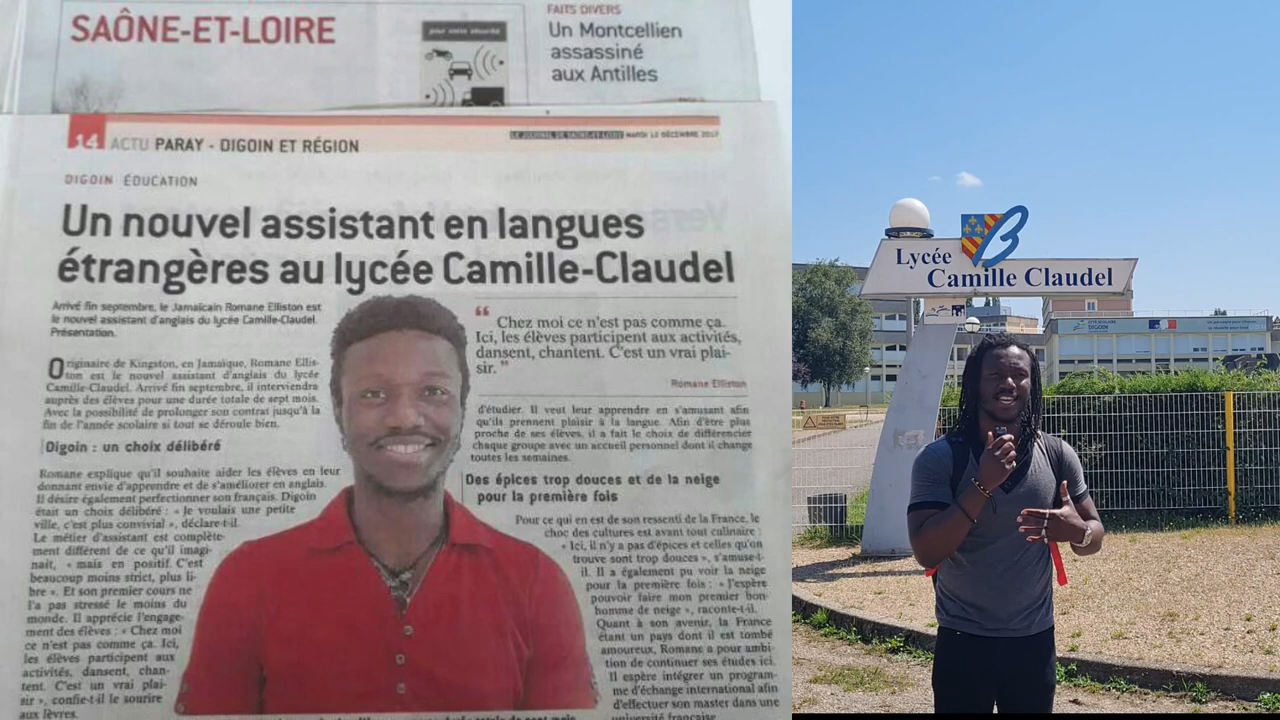 SAÔNE-ET-LOIRE
pour votre sécurité
FAITS DIVERS
Un Montcellien
assassiné
aux Antilles
14 ACTU PARAY - DIGOIN ET RÉGION
LE JOURNAL DE SAÔNE-ET-LOIRE MARDI 12 DÉCEMBRE 2017
DIGOIN ÉDUCATION
Un nouvel assistant en langues
étrangères au lycée Camille-Claudel
Arrivé fin septembre, le Jamaïcain Romane Elliston est
le nouvel assistant d'anglais du lycée Camille-Claudel.
Présentation.
Originaire de Kingston, en Jamaïque, Romane Ellis-
ton est le nouvel assistant d'anglais du lycée
Camille-Claudel. Arrivé fin septembre, il interviendra
auprès des élèves pour une durée totale de sept mois.
Avec la possibilité de prolonger son contrat jusqu'à la
fin de l'année scolaire si tout se déroule bien.
Digoin : un choix délibéré
Romane explique qu'il souhaite aider les élèves en leur
donnant envie d'apprendre et de s'améliorer en anglais.
Il désire également perfectionner son français. Digoin
était un choix délibéré : « Je voulais une petite
ville, c'est plus convivial », déclare-t-il.
Le métier d'assistant est complète-
ment différent de ce qu'il imagi-
nait, « mais en positif. C'est
beaucoup moins strict, plus li-
bre ». Et son premier cours ne
l'a pas stressé le moins du
monde. Il apprécie l'engage-
ment des élèves : « Chez moi
ce n'est pas comme ça. Ici,
les élèves participent aux
activités, dansent, chan-
tent. C'est un vrai plai-
sir », confie-t-il le sourire
aux lèvres.
“ Chez moi ce n'est pas comme ça.
Ici, les élèves participent aux activités,
dansent, chantent. C'est un vrai plai-
sir. ”
Romane Elliston
d'étudier. Il veut leur apprendre en s'amusant afin
qu'ils prennent plaisir à la langue. Afin d'être plus
proche de ses élèves, il a fait le choix de différencier
chaque groupe avec un accueil personnel dont il change
toutes les semaines.
Des épices trop douces et de la neige
pour la première fois
Pour ce qui en est de son ressenti de la France, le
choc des cultures est avant tout culinaire :
« Ici, il n'y a pas d'épices et celles qu'on
trouve sont trop douces », s'amuse-t-
il. Il a également pu voir la neige
pour la première fois : « J'espère
pouvoir faire mon premier bon-
homme de neige », raconte-t-il.
Quant à son avenir, la France
étant un pays dont il est tombé
amoureux, Romane a pour ambi-
tion de continuer ses études ici.
Il espère intégrer un program-
me d'échange international afin
d'effectuer son master dans une
université française.
Lycée
Camille Claudel
CITÉ SCOLAIRE
DIGOIN